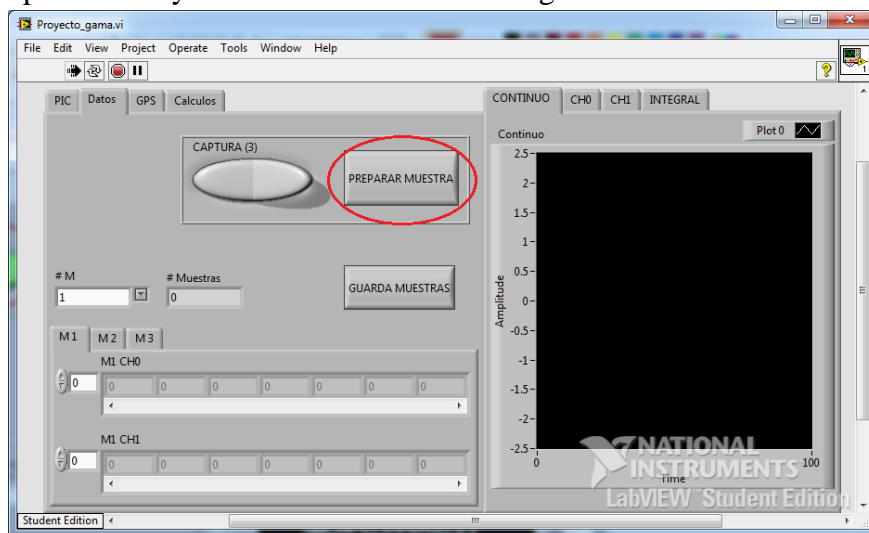 Proyecto_gama.vi
File Edit View Project Operate Tools Window Help
1
PIC Datos GPS Calculos
CONTINUO CH0 CH1 INTEGRAL
CAPTURA (3)
PREPARAR MUESTRA
Continuo
Plot 0
# M
# Muestras
1
0
GUARDA MUESTRAS
M 1 M 2 M 3
M1 CH0
0 0 0 0 0 0 0 0
M1 CH1
0 0 0 0 0 0 0 0
Amplitude
2.5
2
1.5
1
0.5
0
-0.5
-1
-1.5
-2
-2.5
0 100
Time
NATIONAL
INSTRUMENTS
LabVIEW Student Edition
Student Edition